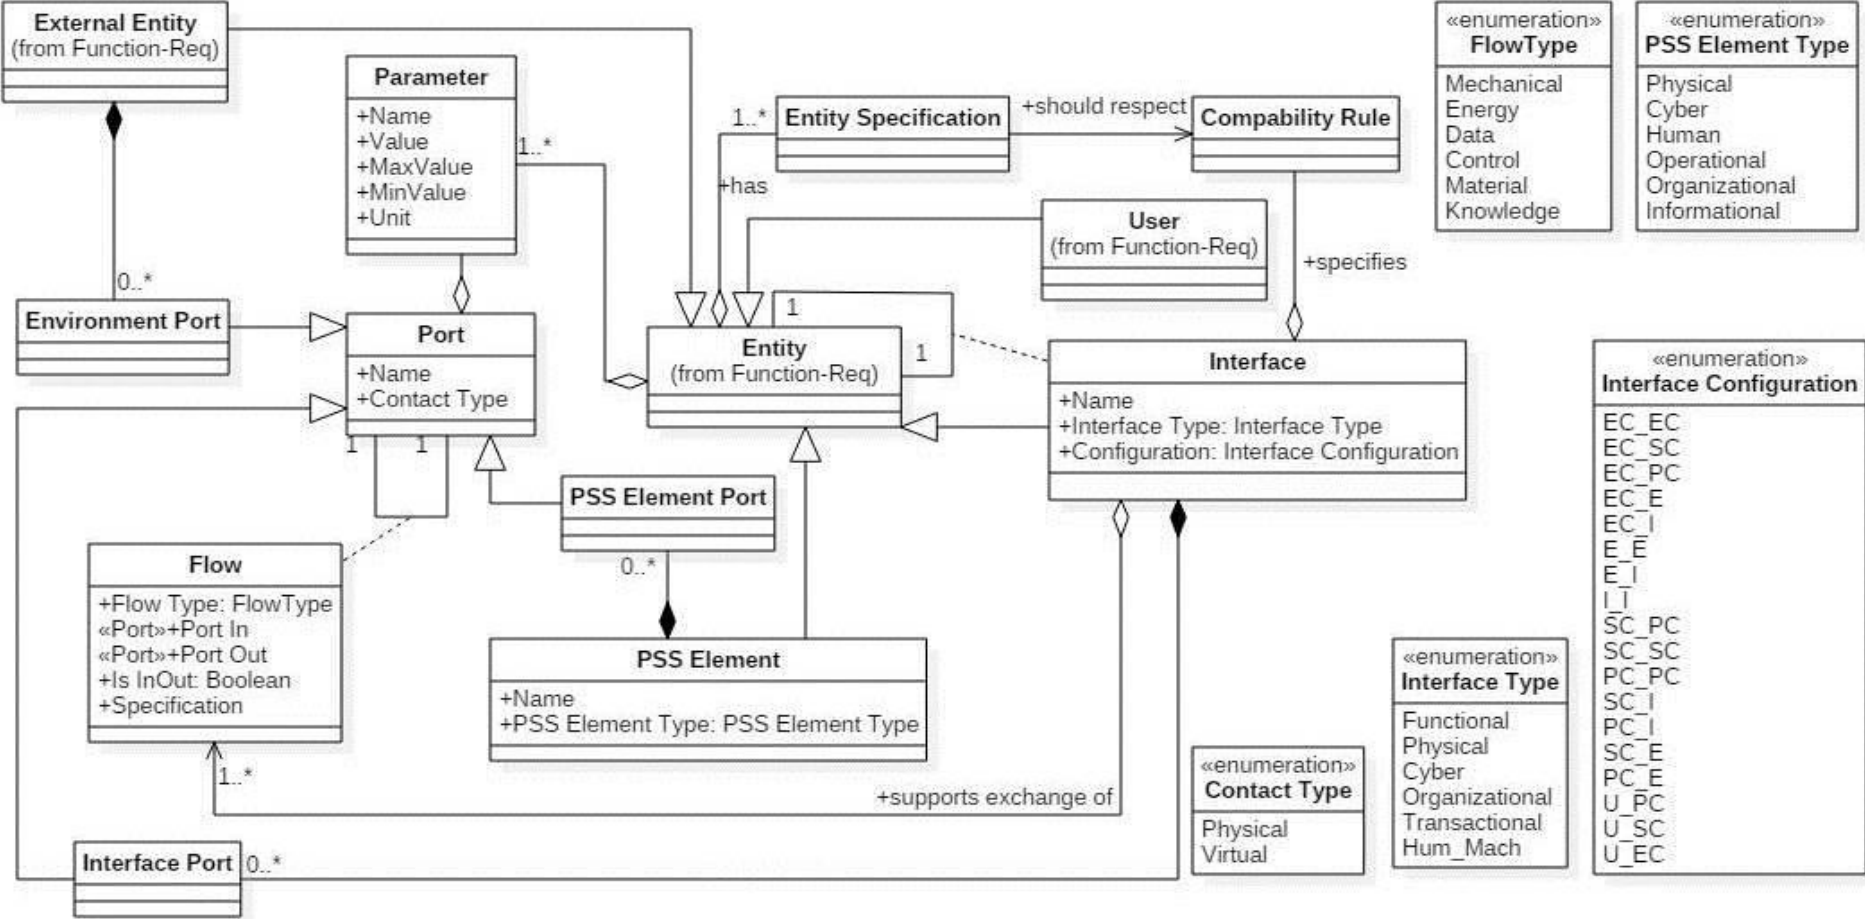 External Entity
(from Function-Req)
0..*
Environment Port
Parameter
+Name
+Value
+MaxValue
+MinValue
+Unit
1..*
Port
+Name
+Contact Type
1
1
Flow
+Flow Type: FlowType
«Port»+Port In
«Port»+Port Out
+Is InOut: Boolean
+Specification
1..*
Interface Port
0..*
PSS Element Port
0..*
PSS Element
+Name
+PSS Element Type: PSS Element Type
+supports exchange of
1..*
Entity Specification
+should respect
Compability Rule
+has
User
(from Function-Req)
+specifies
1
1
Entity
(from Function-Req)
Interface
+Name
+Interface Type: Interface Type
+Configuration: Interface Configuration
«enumeration»
FlowType
Mechanical
Energy
Data
Control
Material
Knowledge
«enumeration»
PSS Element Type
Physical
Cyber
Human
Operational
Organizational
Informational
«enumeration»
Interface Configuration
EC_EC
EC_SC
EC_PC
EC_E
EC_I
E_E
E_I
I_I
SC_PC
SC_SC
PC_PC
SC_I
PC_I
SC_E
PC_E
U_PC
U_SC
U_EC
«enumeration»
Interface Type
Functional
Physical
Cyber
Organizational
Transactional
Hum_Mach
«enumeration»
Contact Type
Physical
Virtual